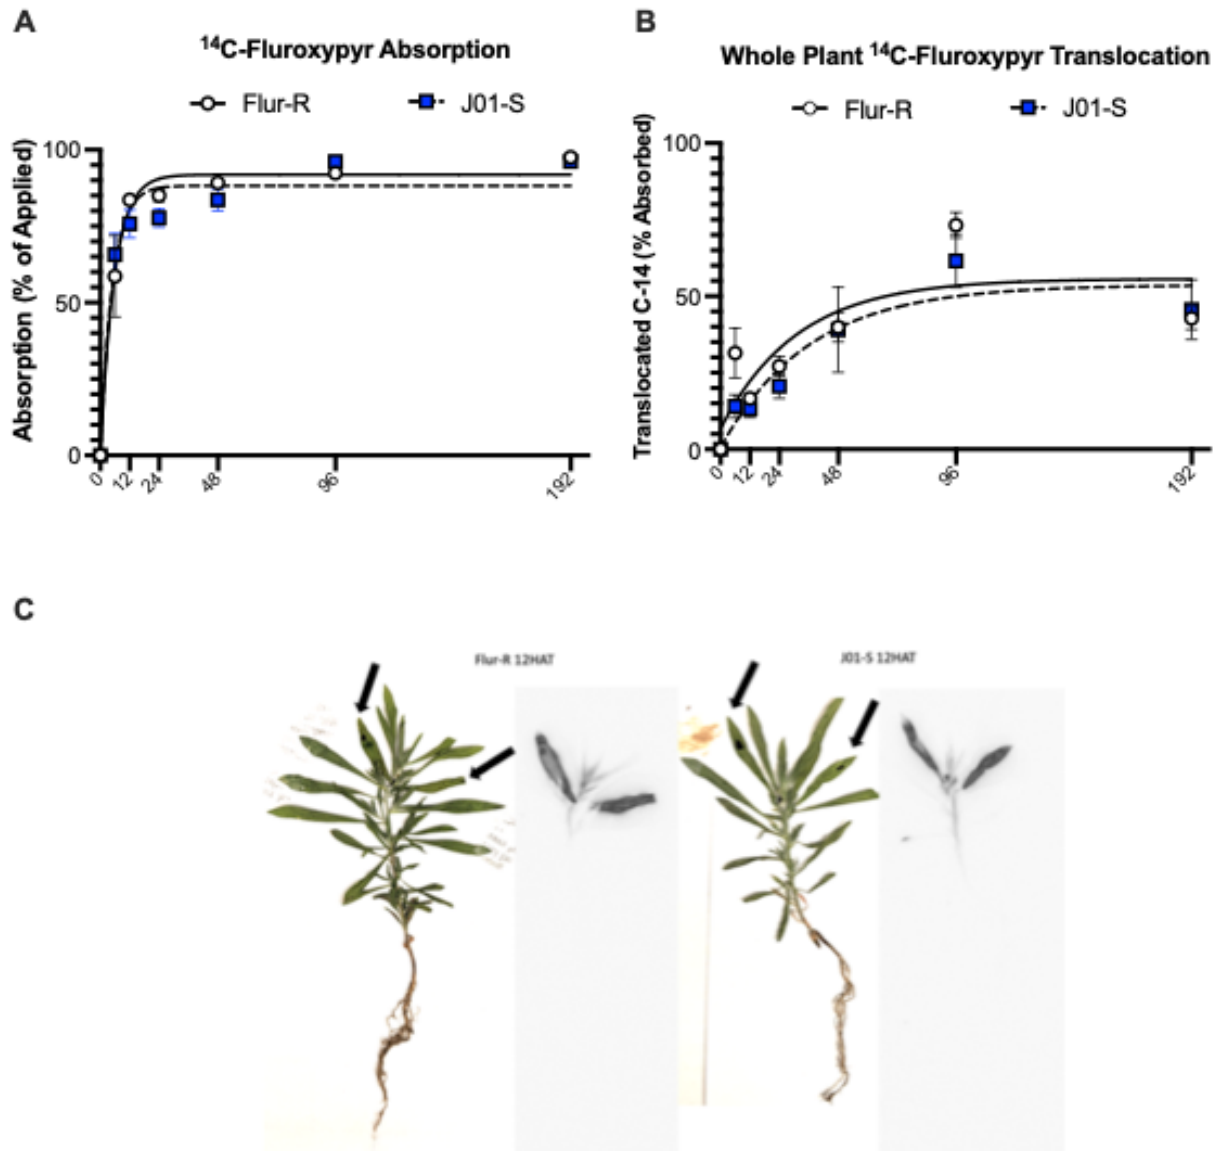 A
B
¹⁴C-Fluroxypyr Absorption
Whole Plant ¹⁴C-Fluroxypyr Translocation
Flur-R
J01-S
Flur-R
J01-S
Absorption (% of Applied)
100
50
0
0
12
24
48
96
192
Translocated C-14 (% Absorbed)
100
50
0
0
12
24
48
96
192
C
Flur-R 12HAT
J01-S 12HAT